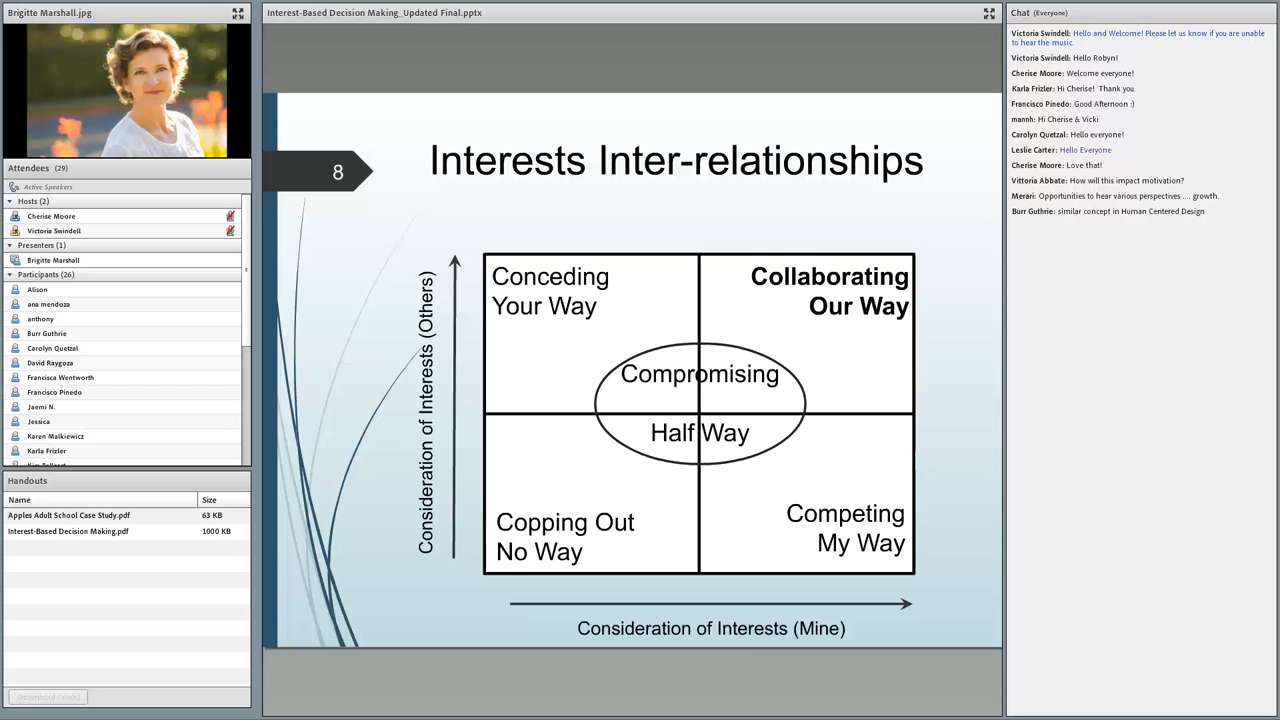 Brigitte Marshall.jpg
Attendees (29)
Active Speakers
Hosts (2)
Cherise Moore
Victoria Swindell
Presenters (1)
Brigitte Marshall
Participants (26)
Alison
ana mendoza
anthony
Burr Guthrie
Carolyn Quetzal
David Raygoza
Francisca Wentworth
Francisco Pinedo
Jaemi N.
Jessica
Karen Malkiewicz
Karla Frizler
Handouts
Name Size
Apples Adult School Case Study.pdf 63 KB
Interest-Based Decision Making.pdf 1000 KB
Download File(s)
Interest-Based Decision Making_Updated Final.pptx
8
Interests Inter-relationships
Consideration of Interests (Others)
Conceding
Your Way
Collaborating
Our Way
Compromising
Half Way
Copping Out
No Way
Competing
My Way
Consideration of Interests (Mine)
Chat (Everyone)
Victoria Swindell: Hello and Welcome! Please let us know if you are unable
to hear the music.
Victoria Swindell: Hello Robyn!
Cherise Moore: Welcome everyone!
Karla Frizler: Hi Cherise! Thank you.
Francisco Pinedo: Good Afternoon :)
mannh: Hi Cherise & Vicki
Carolyn Quetzal: Hello everyone!
Leslie Carter: Hello Everyone
Cherise Moore: Love that!
Vittoria Abbate: How will this impact motivation?
Merari: Opportunities to hear various perspectives .... growth.
Burr Guthrie: similar concept in Human Centered Design